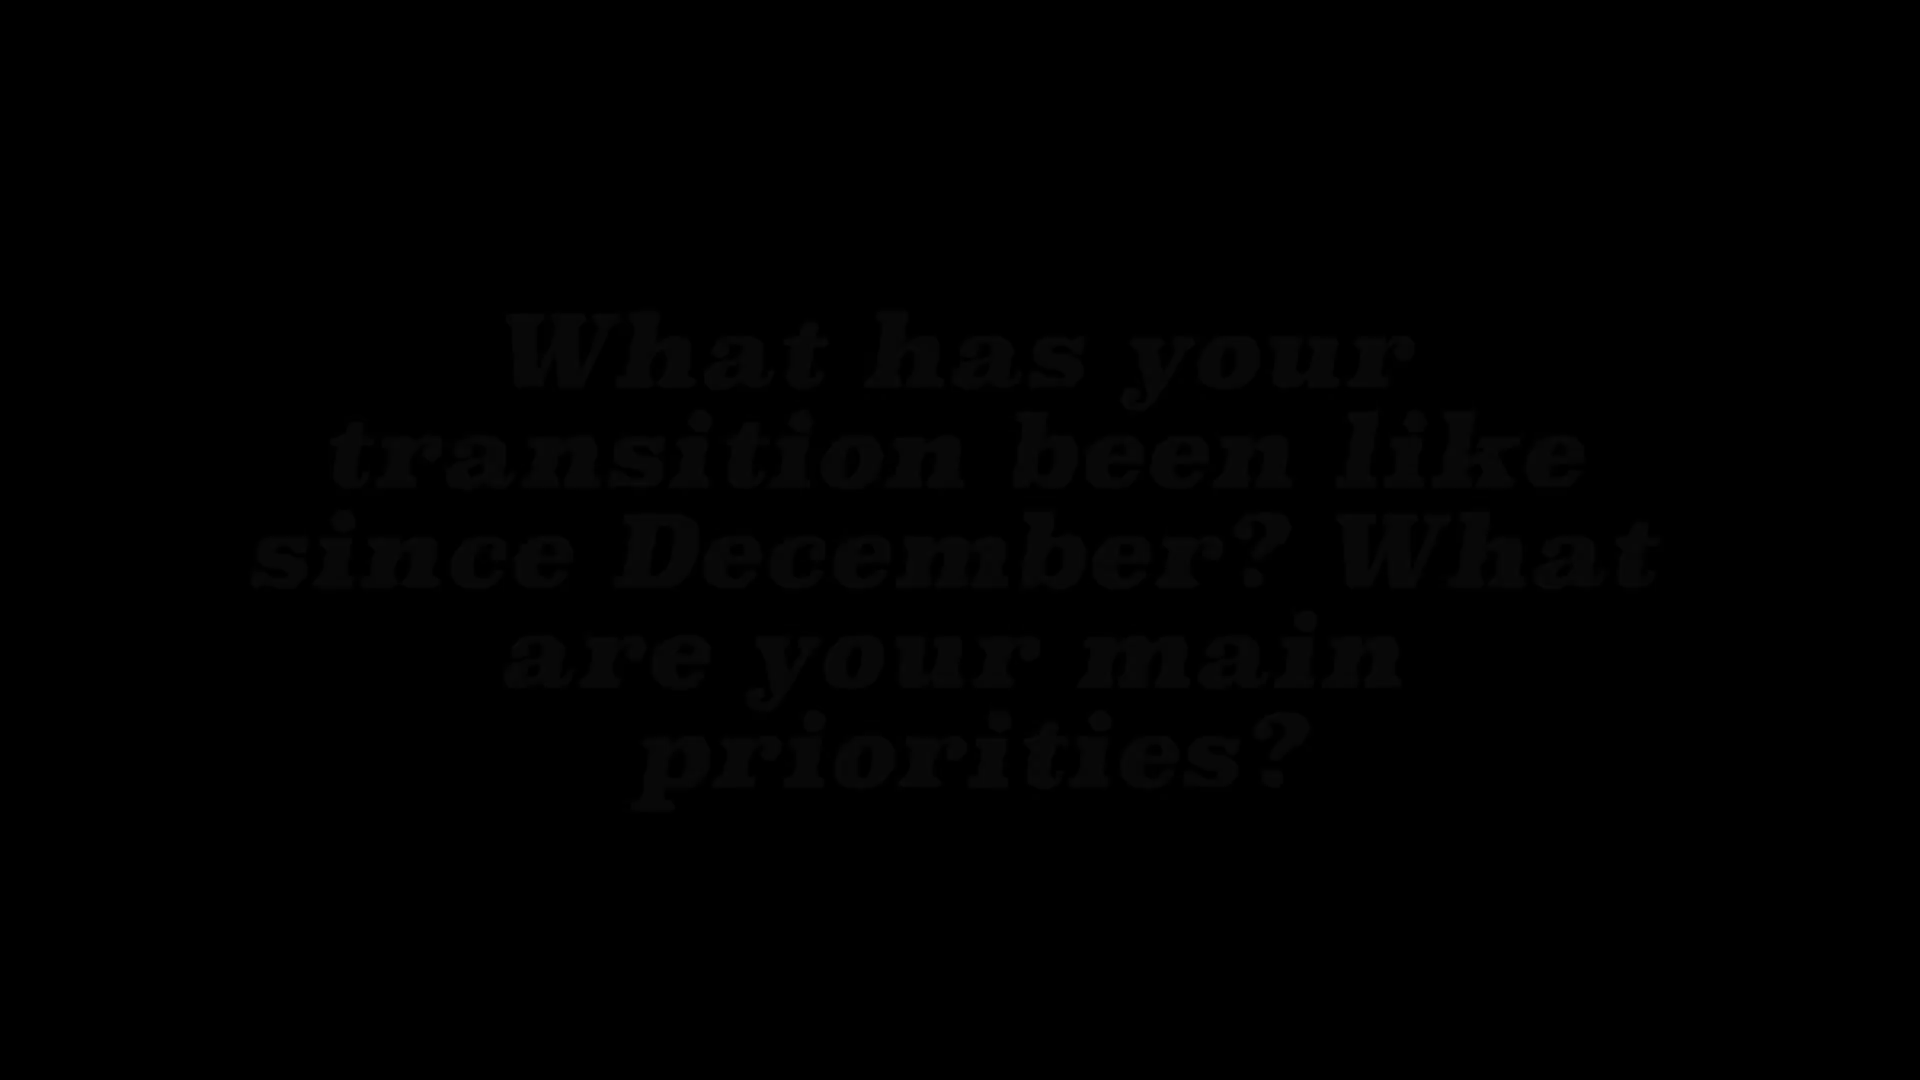 What has your
transition been like
since December? What
are your main
priorities?